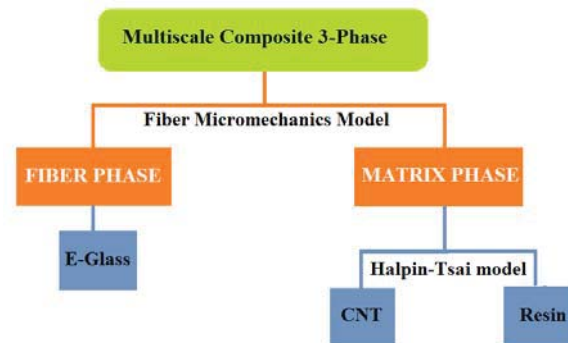 Multiscale Composite 3-Phase
Fiber Micromechanics Model
FIBER PHASE
MATRIX PHASE
E-Glass
Halpin-Tsai model
CNT
Resin